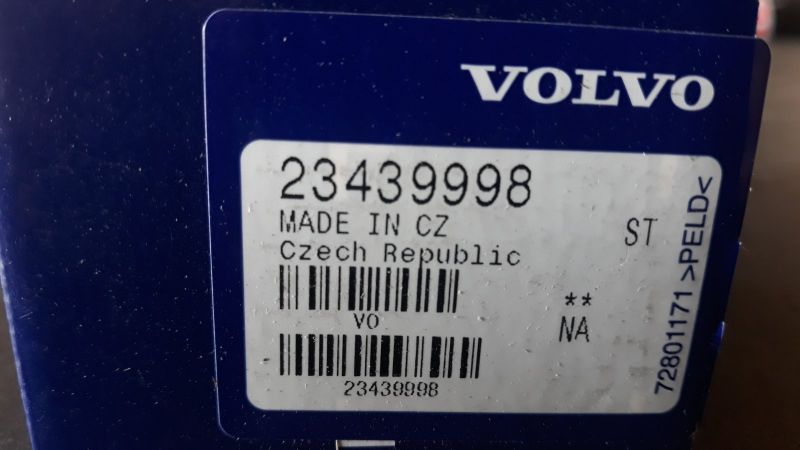 VOLVO
23439998
MADE IN CZ
ST
Czech Republic
VO
**
NA
23439998
72801171 >PELD<